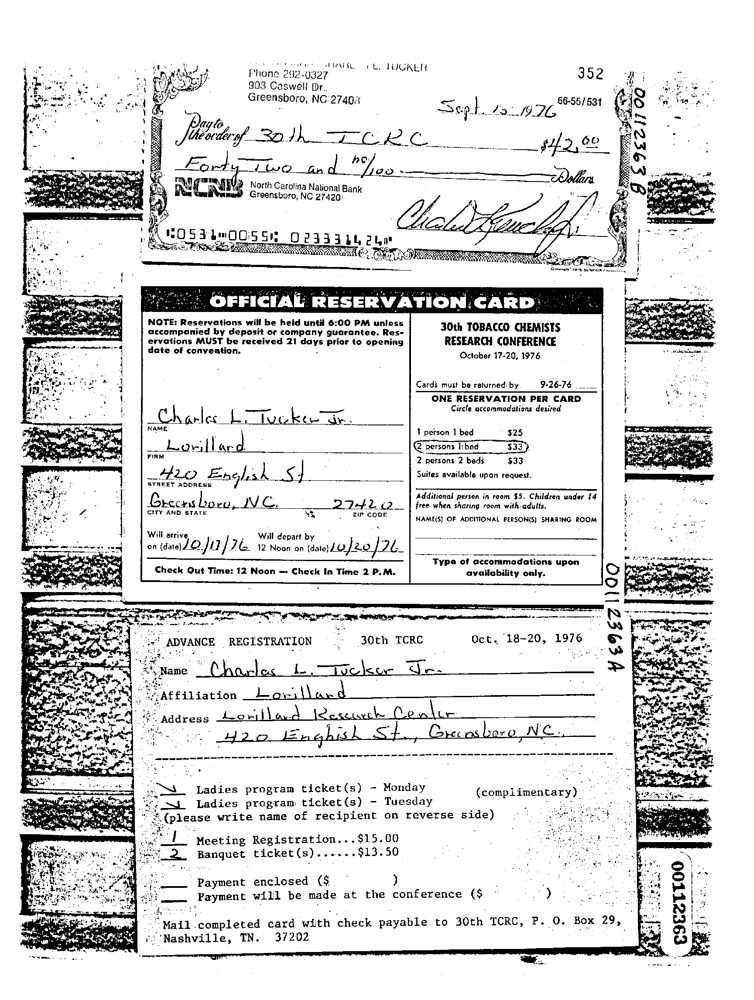 L. TUCKER
352
Phone 292-0327
903 Caswell Dr.
Greensboro, NC 27408
Sept. 10 1976 66-55/531
Pay to
the order of 30th TCRC $42.00
Forty Two and no/100 Dollars
NCNB North Carolina National Bank
Greensboro, NC 27420
⑆0531⑉0055⑆ 023331424⑈
00112363 B
OFFICIAL RESERVATION CARD
NOTE: Reservations will be held until 6:00 PM unless
accompanied by deposit or company guarantee. Res-
ervations MUST be received 21 days prior to opening
date of convention.
Charles L. Tucker Jr.
NAME
Lorillard
FIRM
420 English St
STREET ADDRESS
Greensboro, NC. 27420
CITY AND STATE ZIP CODE
Will arrive on (date) 10/17/76 Will depart by 12 Noon on (date) 10/20/76
Check Out Time: 12 Noon — Check In Time 2 P.M.
30th TOBACCO CHEMISTS
RESEARCH CONFERENCE
October 17-20, 1976
Cards must be returned by 9-26-76
ONE RESERVATION PER CARD
Circle accommodations desired
1 person 1 bed $25
2 persons 1 bed $33
2 persons 2 beds $33
Suites available upon request.
Additional person in room $5. Children under 14
free when sharing room with adults.
NAME(S) OF ADDITIONAL PERSON(S) SHARING ROOM
Type of accommodations upon
availability only.
00112363 A
ADVANCE REGISTRATION 30th TCRC Oct. 18-20, 1976
Name Charles L. Tucker Jr.
Affiliation Lorillard
Address Lorillard Research Center
420 English St., Greensboro, NC.
Ladies program ticket(s) - Monday (complimentary)
Ladies program ticket(s) - Tuesday
(please write name of recipient on reverse side)
1 Meeting Registration...$15.00
2 Banquet ticket(s)......$13.50
Payment enclosed ($ )
Payment will be made at the conference ($ )
Mail completed card with check payable to 30th TCRC, P. O. Box 29,
Nashville, TN. 37202
00112363